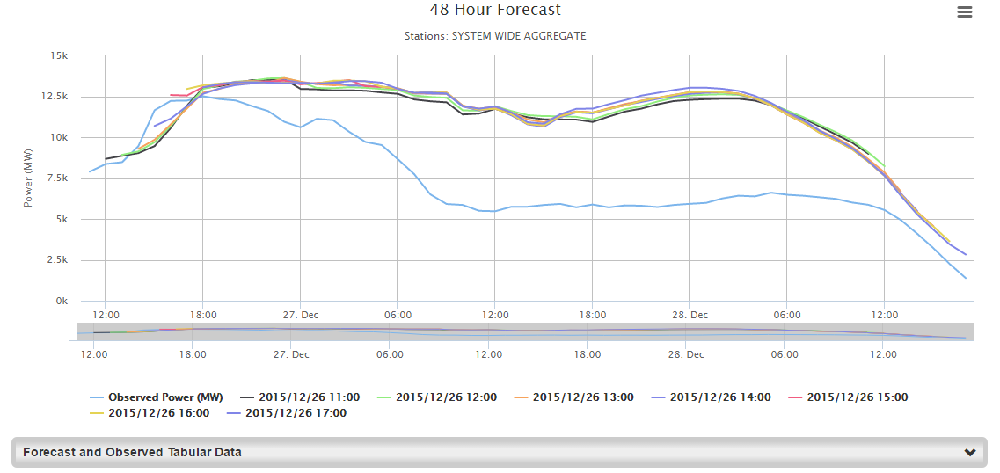 48 Hour Forecast
Stations: SYSTEM WIDE AGGREGATE
Power (MW)
15k
12.5k
10k
7.5k
5k
2.5k
0k
12:00 18:00 27. Dec 06:00 12:00 18:00 28. Dec 06:00 12:00
12:00 18:00 27. Dec 06:00 12:00 18:00 28. Dec 06:00 12:00
Observed Power (MW) 2015/12/26 11:00 2015/12/26 12:00 2015/12/26 13:00 2015/12/26 14:00 2015/12/26 15:00
2015/12/26 16:00 2015/12/26 17:00
Forecast and Observed Tabular Data